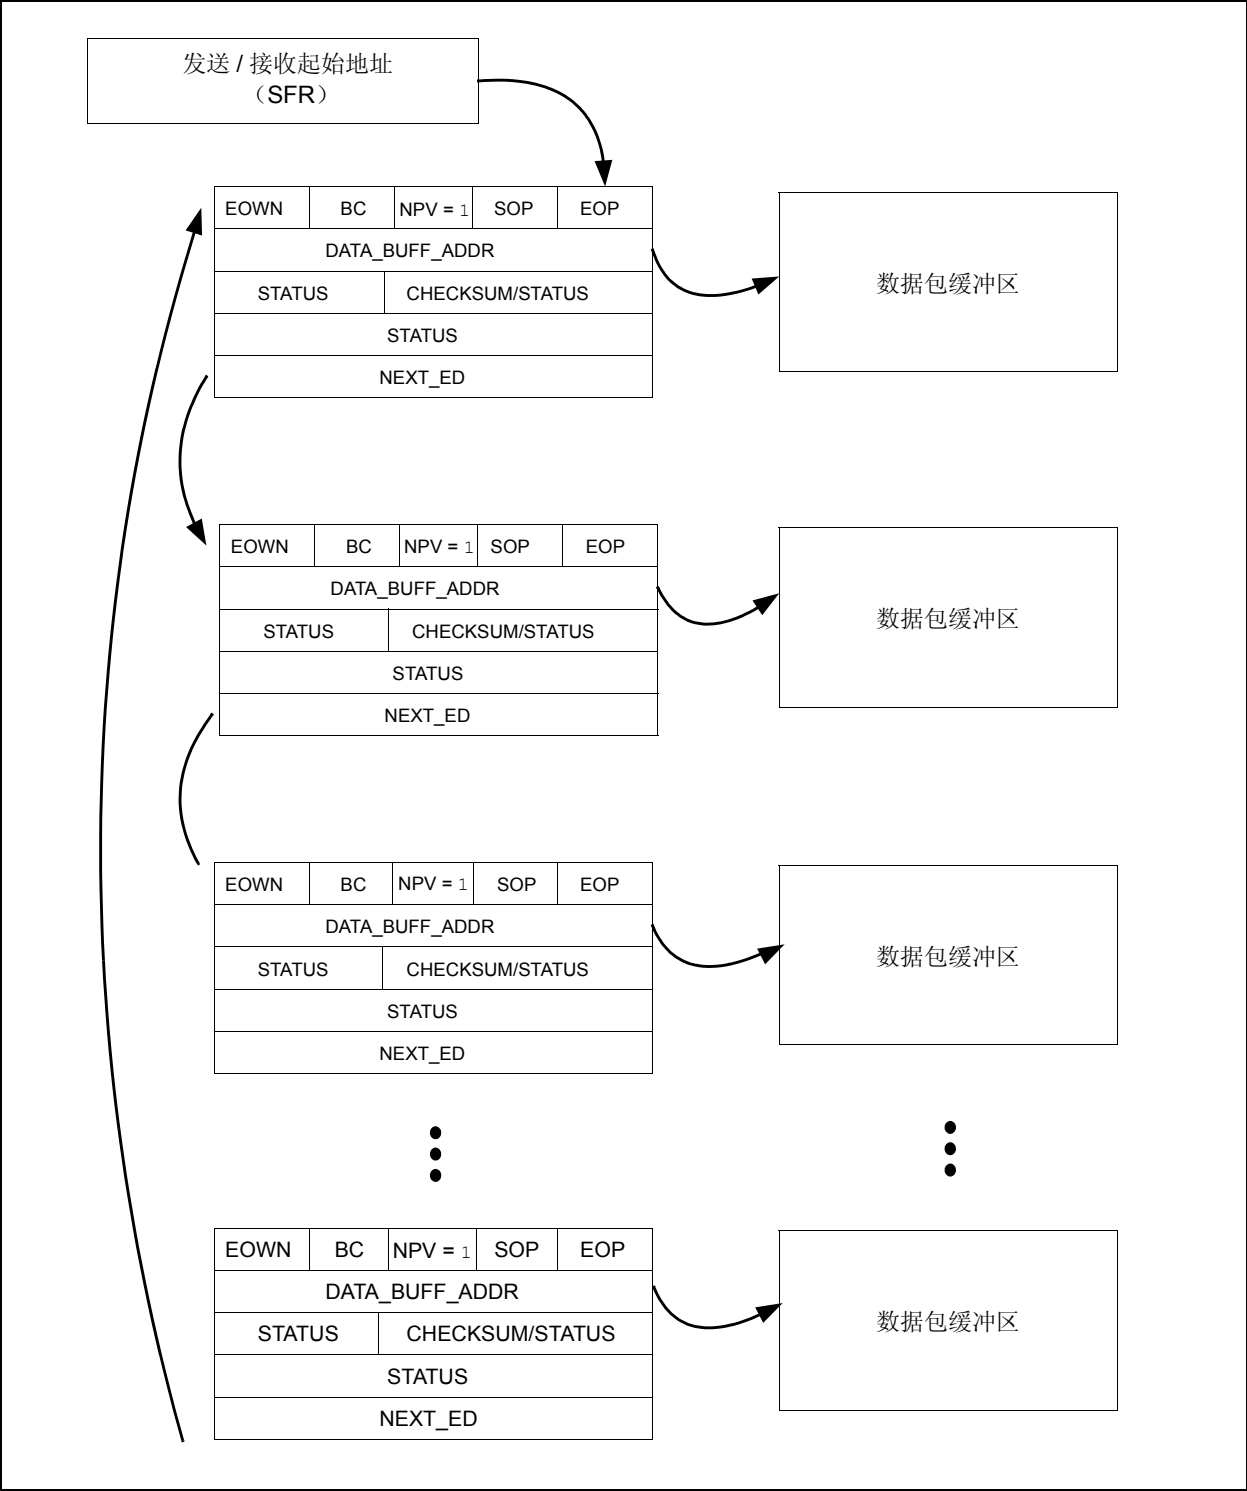 发送 / 接收起始地址
（SFR）
EOWN BC NPV = 1 SOP EOP
DATA_BUFF_ADDR
数据包缓冲区
STATUS CHECKSUM/STATUS
STATUS
NEXT_ED
EOWN BC NPV = 1 SOP EOP
DATA_BUFF_ADDR
数据包缓冲区
STATUS CHECKSUM/STATUS
STATUS
NEXT_ED
EOWN BC NPV = 1 SOP EOP
DATA_BUFF_ADDR
数据包缓冲区
STATUS CHECKSUM/STATUS
STATUS
NEXT_ED
EOWN BC NPV = 1 SOP EOP
DATA_BUFF_ADDR
数据包缓冲区
STATUS CHECKSUM/STATUS
STATUS
NEXT_ED